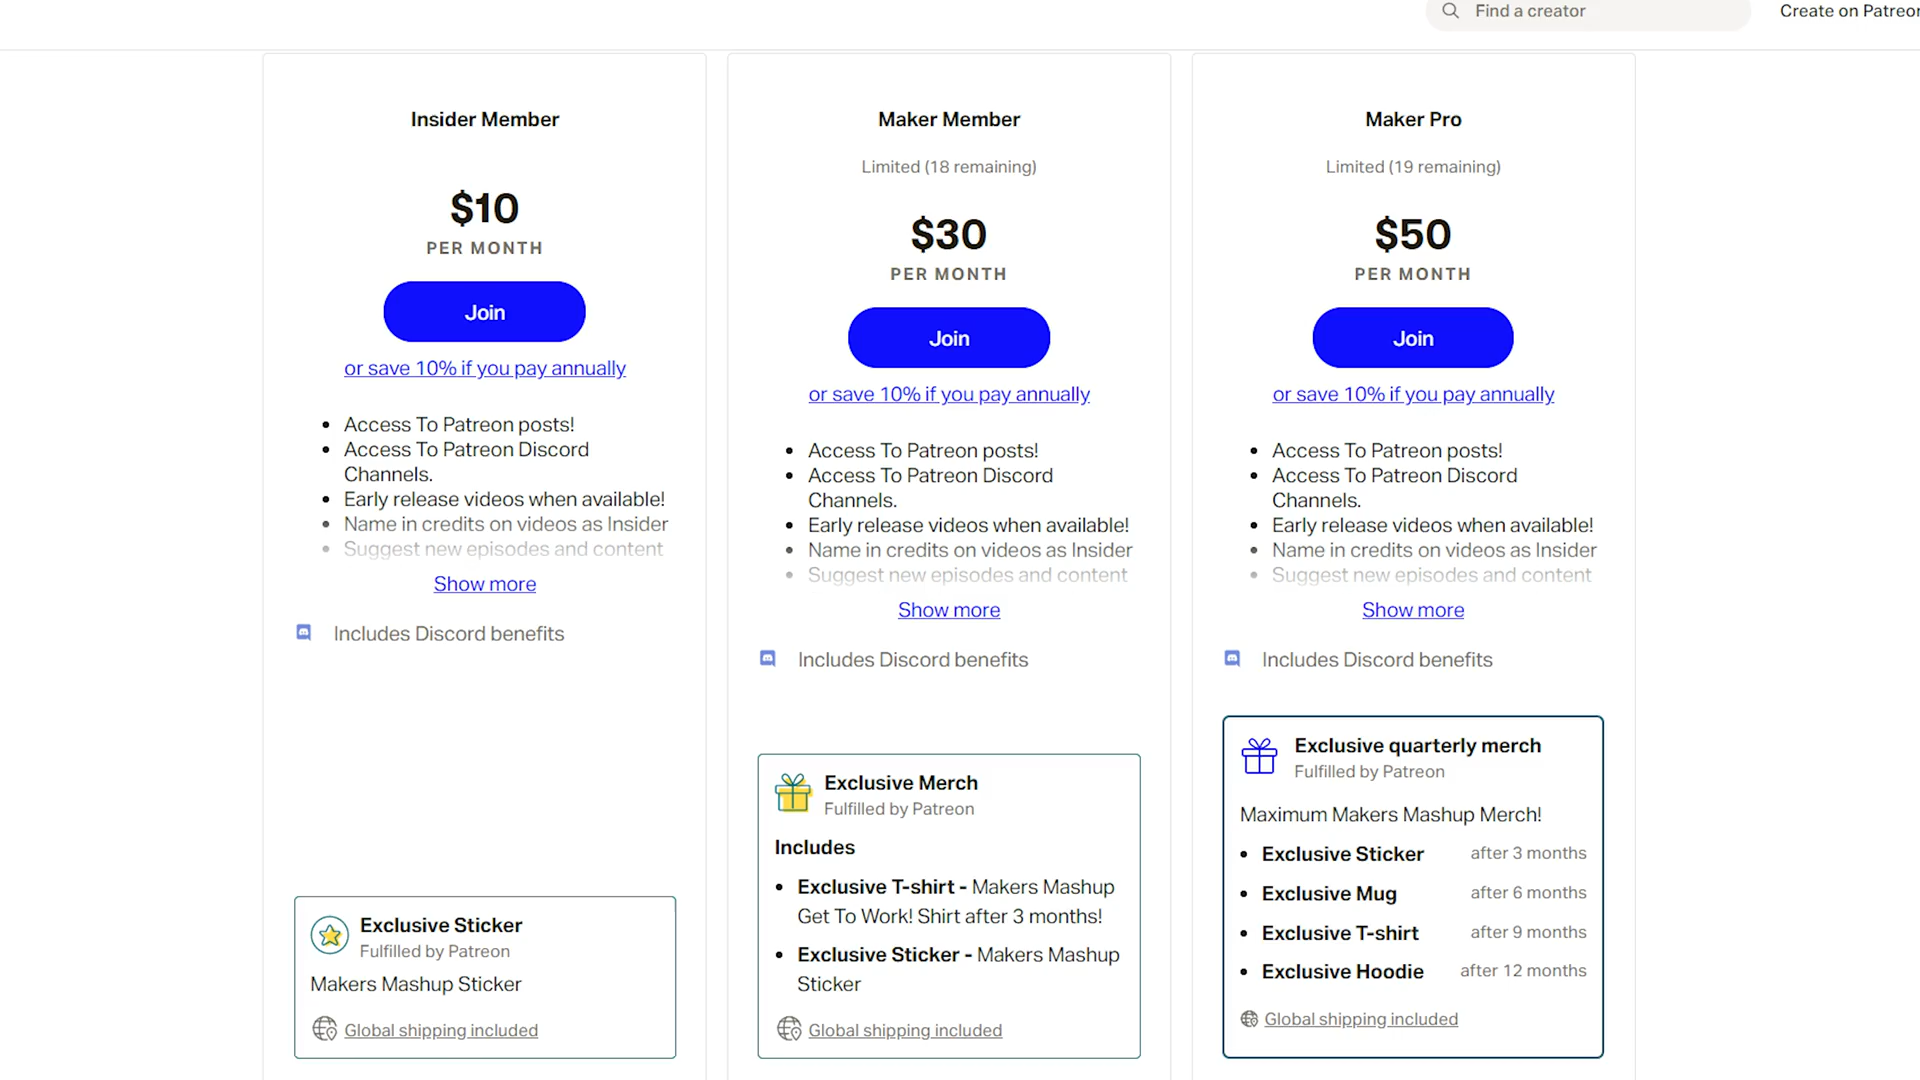 Find a creator
Create on Patreon
Insider Member
$10
PER MONTH
Join
or save 10% if you pay annually
Access To Patreon posts!
Access To Patreon Discord
Channels.
Early release videos when available!
Name in credits on videos as Insider
Suggest new episodes and content
Show more
Includes Discord benefits
Exclusive Sticker
Fulfilled by Patreon
Makers Mashup Sticker
Global shipping included
Maker Member
Limited (18 remaining)
$30
PER MONTH
Join
or save 10% if you pay annually
Access To Patreon posts!
Access To Patreon Discord
Channels.
Early release videos when available!
Name in credits on videos as Insider
Suggest new episodes and content
Show more
Includes Discord benefits
Exclusive Merch
Fulfilled by Patreon
Includes
Exclusive T-shirt - Makers Mashup
Get To Work! Shirt after 3 months!
Exclusive Sticker - Makers Mashup
Sticker
Global shipping included
Maker Pro
Limited (19 remaining)
$50
PER MONTH
Join
or save 10% if you pay annually
Access To Patreon posts!
Access To Patreon Discord
Channels.
Early release videos when available!
Name in credits on videos as Insider
Suggest new episodes and content
Show more
Includes Discord benefits
Exclusive quarterly merch
Fulfilled by Patreon
Maximum Makers Mashup Merch!
Exclusive Sticker after 3 months
Exclusive Mug after 6 months
Exclusive T-shirt after 9 months
Exclusive Hoodie after 12 months
Global shipping included